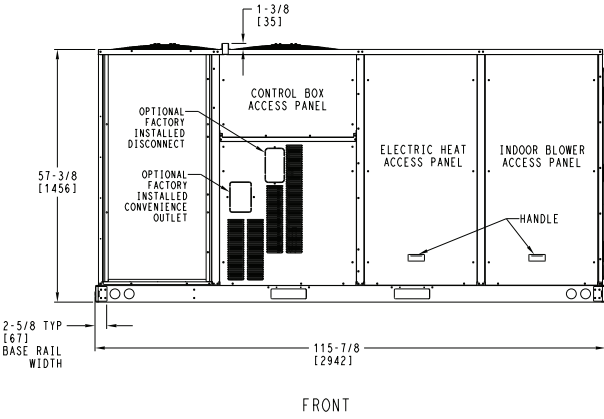 1-3/8
[35]
CONTROL BOX
ACCESS PANEL
OPTIONAL
FACTORY
INSTALLED
DISCONNECT
ELECTRIC HEAT
ACCESS PANEL
INDOOR BLOWER
ACCESS PANEL
57-3/8
[1456]
OPTIONAL
FACTORY
INSTALLED
CONVENIENCE
OUTLET
HANDLE
2-5/8 TYP
[67]
BASE RAIL
WIDTH
115-7/8
[2942]
FRONT